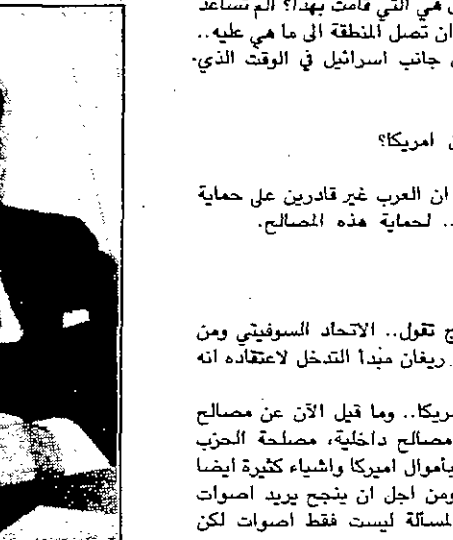 هي التي قامت بهذا؟ الم تساعد
ان تصل المنطقة الى ما هي عليه..
جانب اسرائيل في الوقت الذي.
امريكا؟
ان العرب غير قادرين على حماية
.. لحماية هذه المصالح.
ج تقول.. الاتحاد السوفيتي ومن
ريغان مبدأ التدخل لاعتقاده انه
ريكا.. وما قيل الآن عن مصالح
مصالح داخلية، مصلحة الحزب
بأموال اميركا واشياء كثيرة ايضا
ومن اجل ان ينجح يريد اصوات
لمسألة ليست فقط اصوات لكن